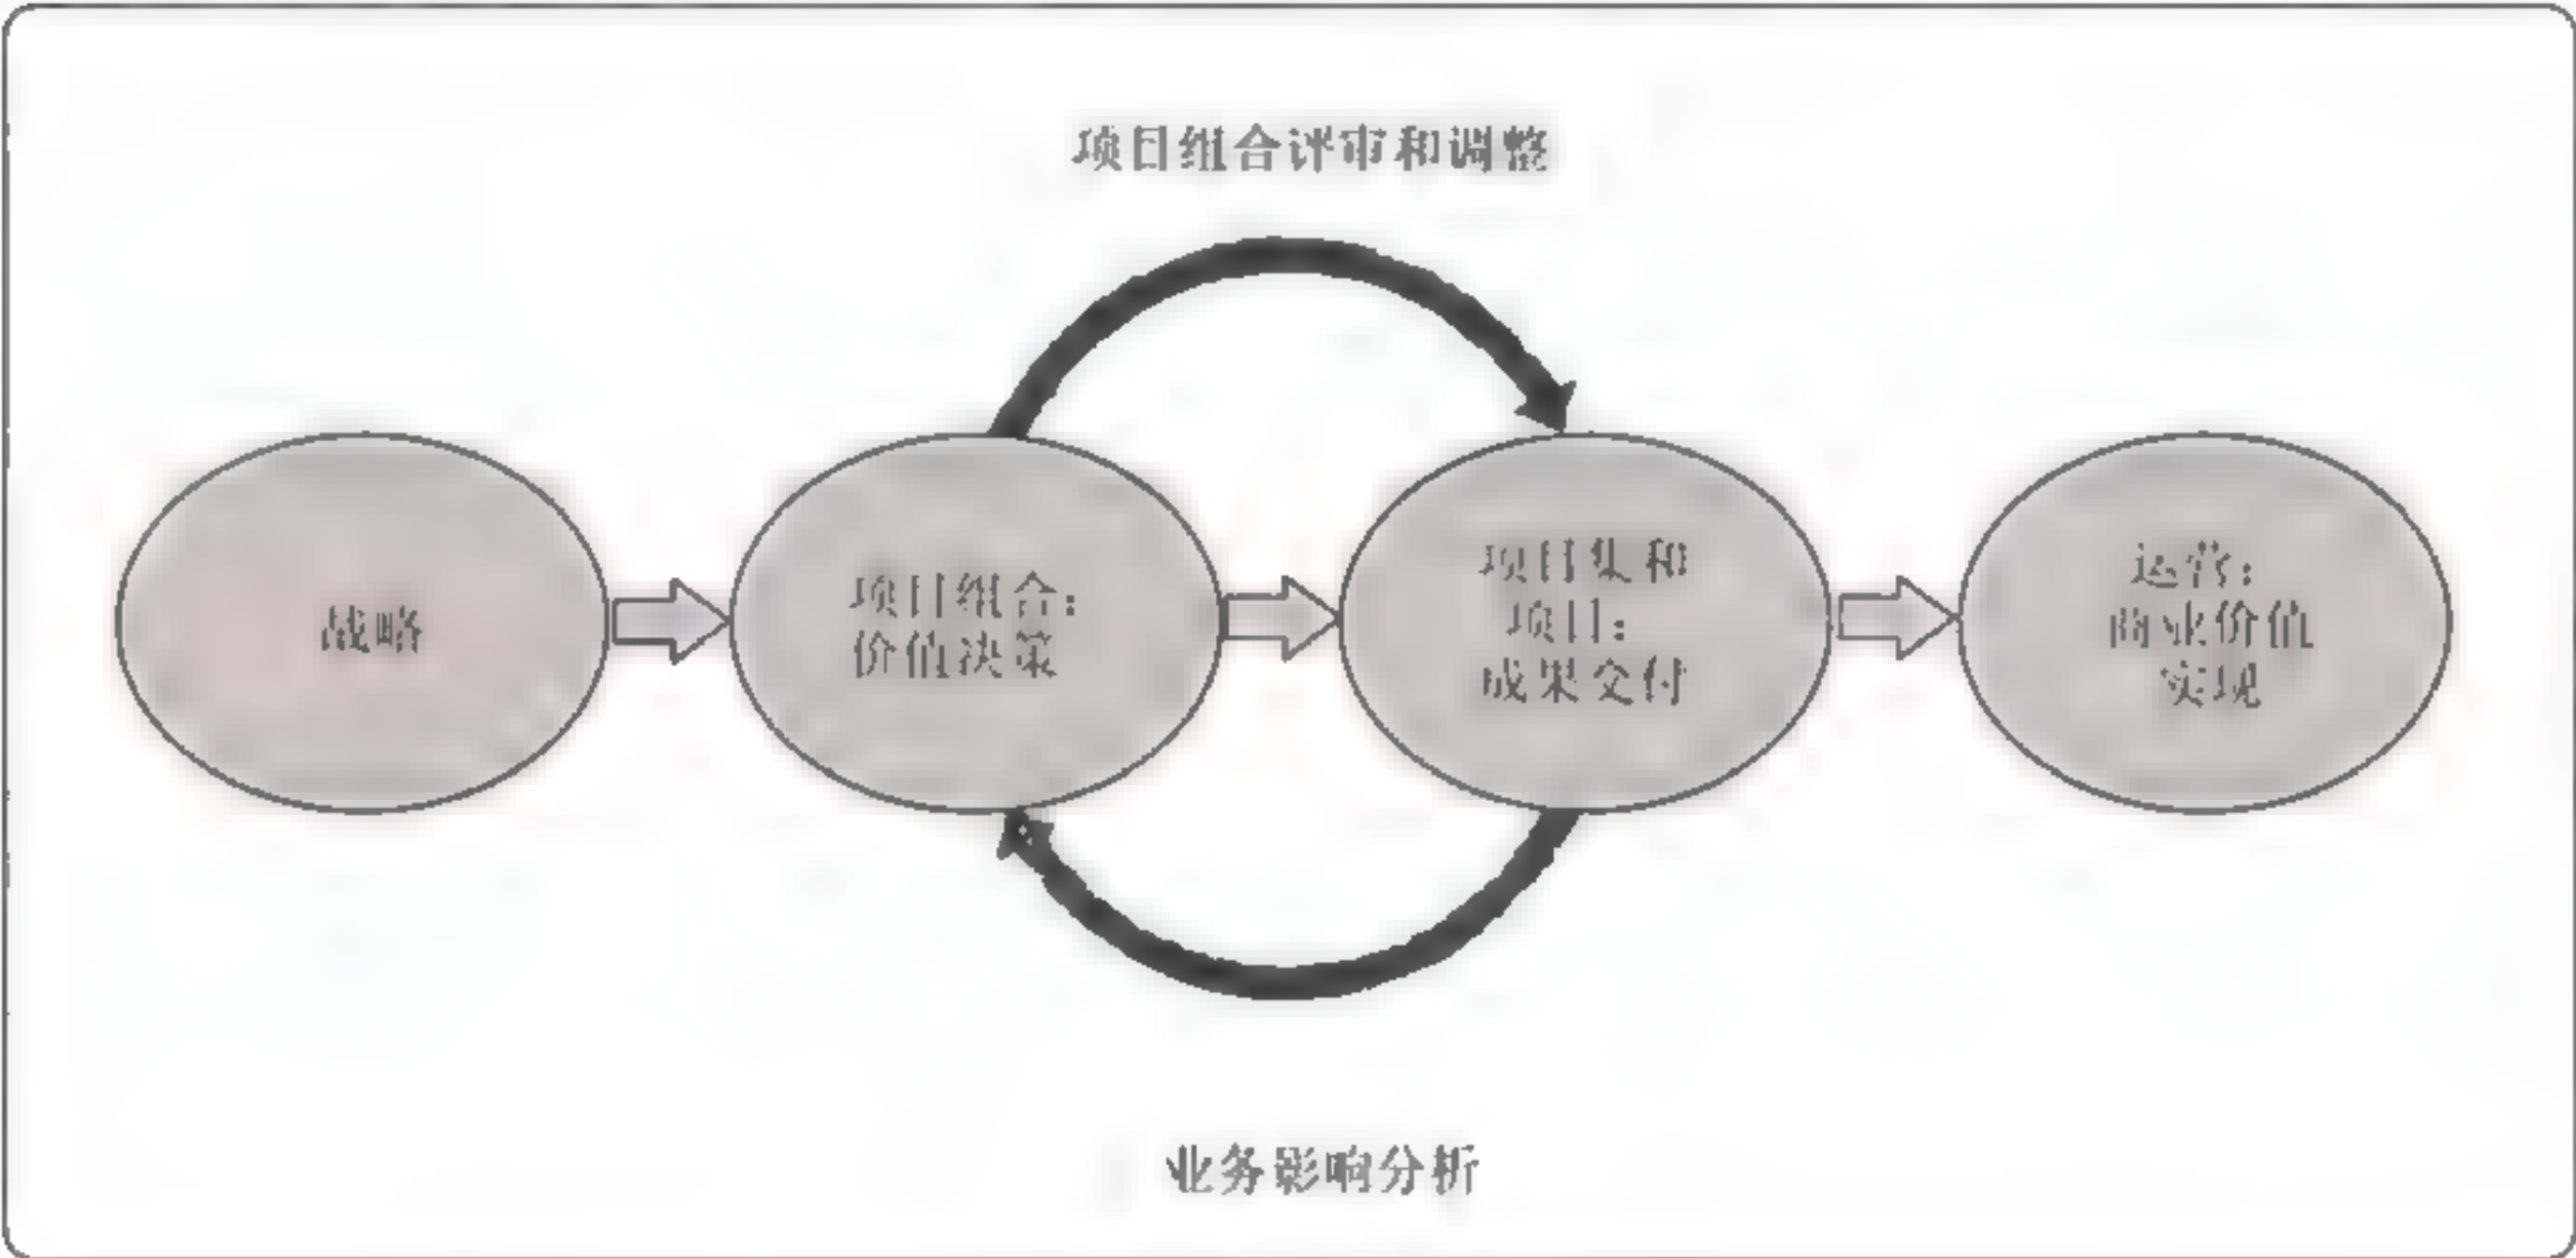 项目组合评审和调整
战略
项目组合：
价值决策
项目集和
项目：
成果交付
运营：
商业价值
实现
业务影响分析